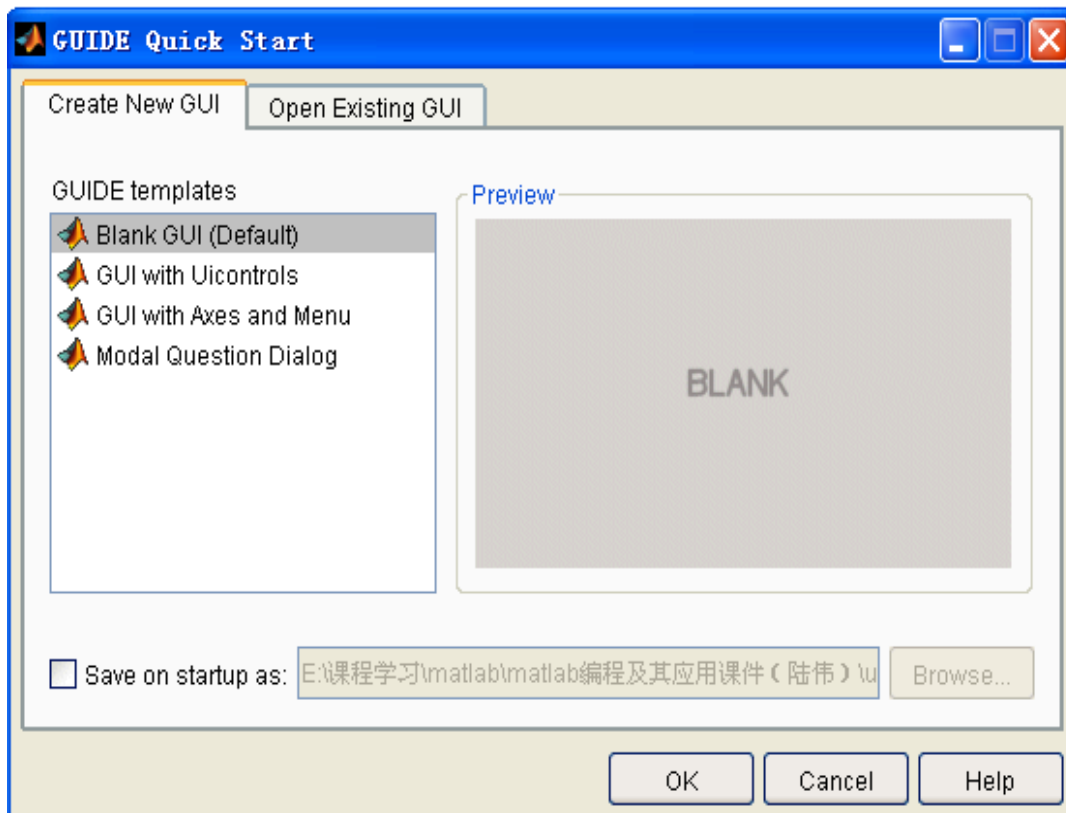 GUIDE Quick Start
Create New GUI
Open Existing GUI
GUIDE templates
Blank GUI (Default)
GUI with Uicontrols
GUI with Axes and Menu
Modal Question Dialog
Preview
BLANK
Save on startup as:
E:\课程学习\matlab\matlab编程及其应用课件（陆伟）\u
Browse...
OK
Cancel
Help